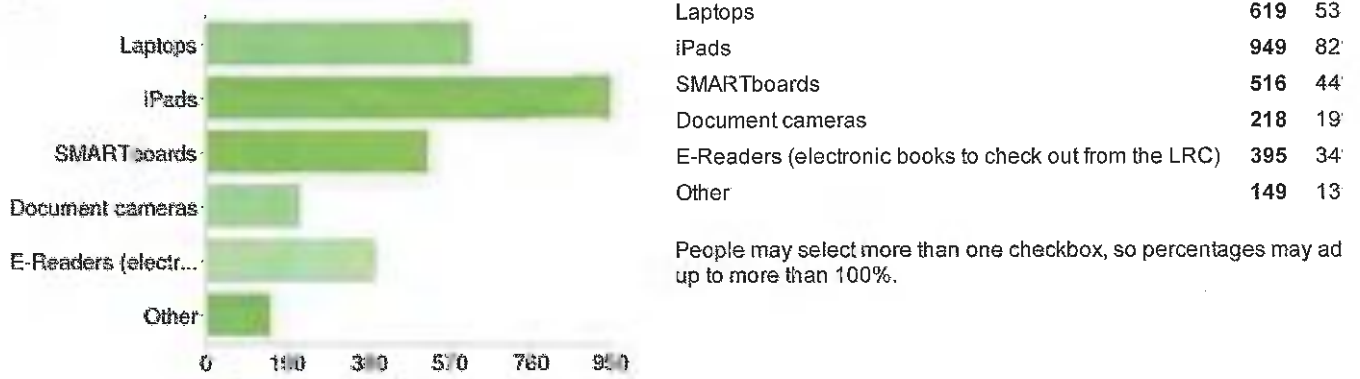 Laptops
iPads
SMARTboards
Document cameras
E-Readers (electr...
Other
0 190 380 570 760 950
Laptops 619 53
iPads 949 82
SMARTboards 516 44
Document cameras 218 19
E-Readers (electronic books to check out from the LRC) 395 34
Other 149 13
People may select more than one checkbox, so percentages may ad
up to more than 100%.